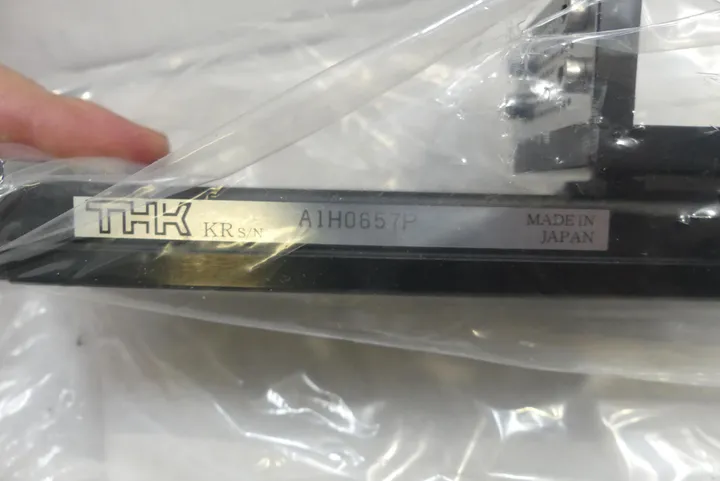 THK KR S/N A1H0657P
MADE IN
JAPAN